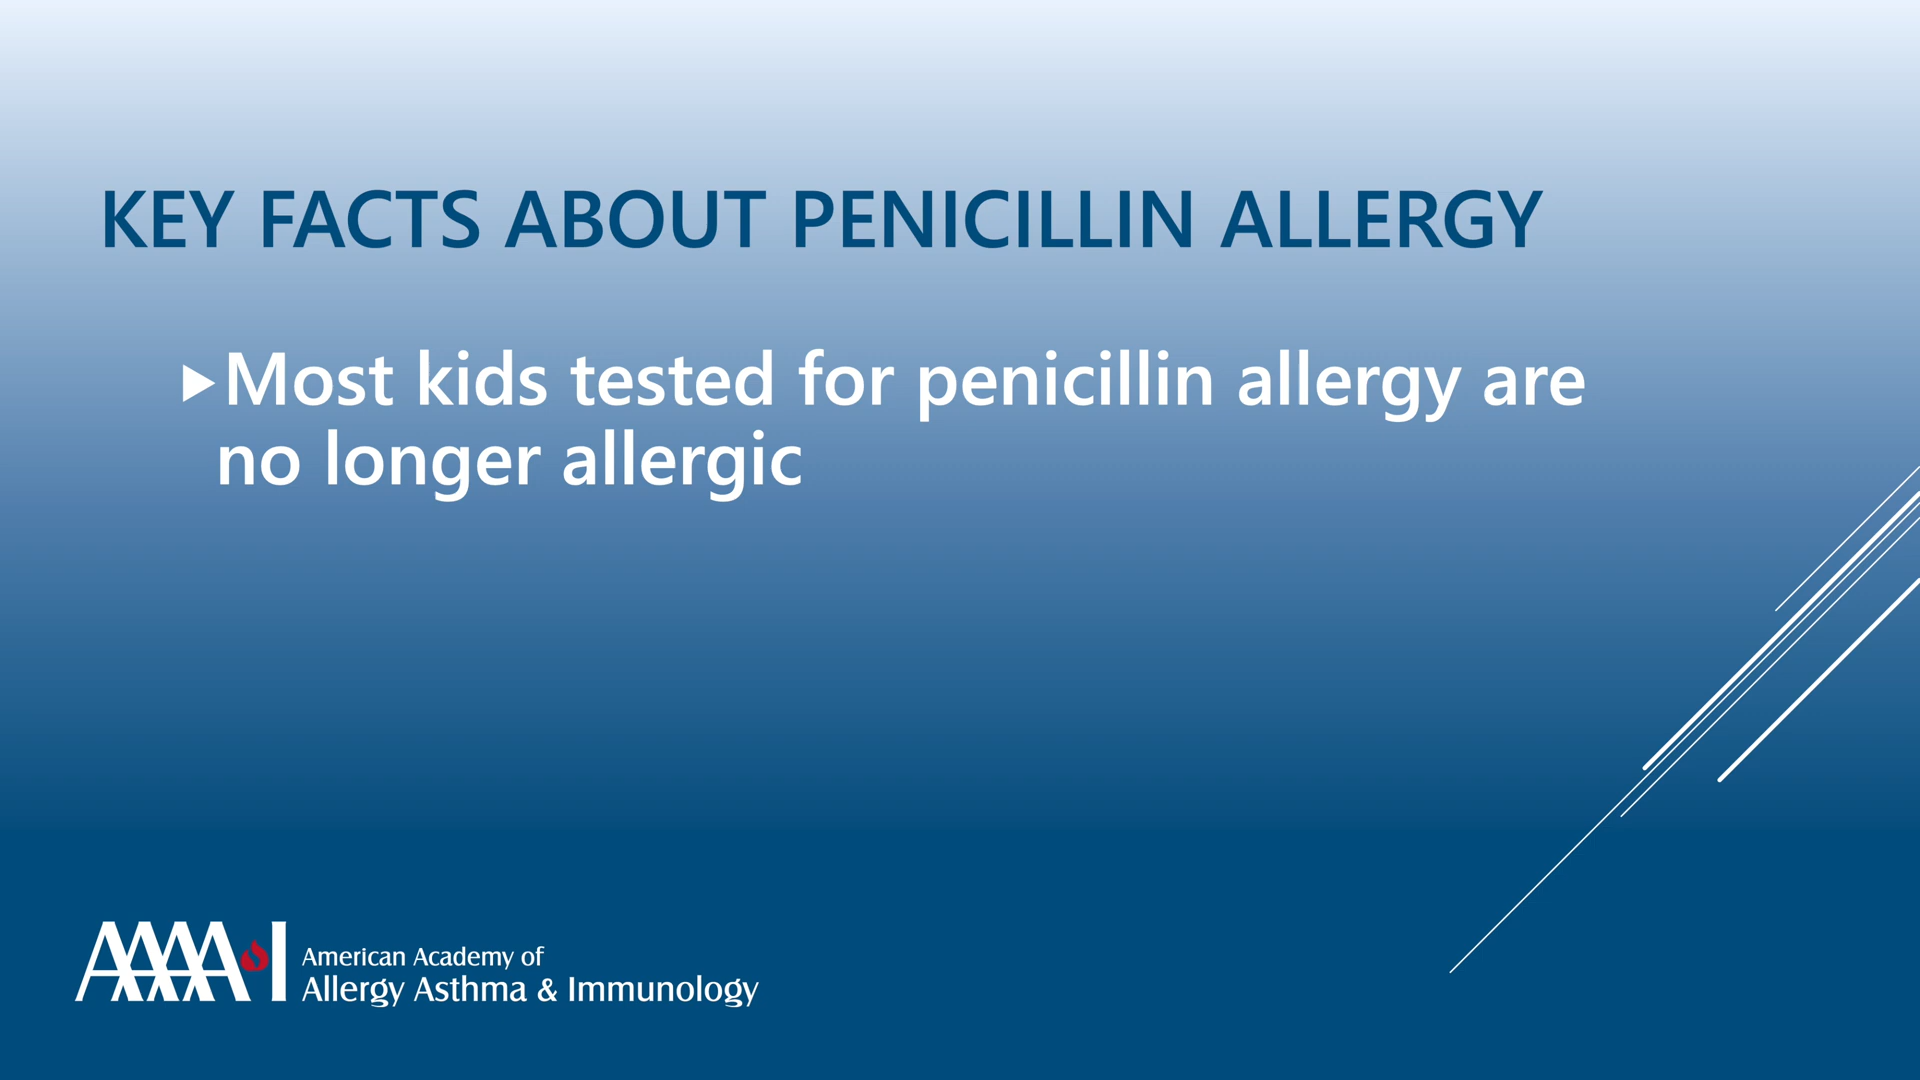 KEY FACTS ABOUT PENICILLIN ALLERGY
Most kids tested for penicillin allergy are
no longer allergic
AAAAI
American Academy of
Allergy Asthma & Immunology